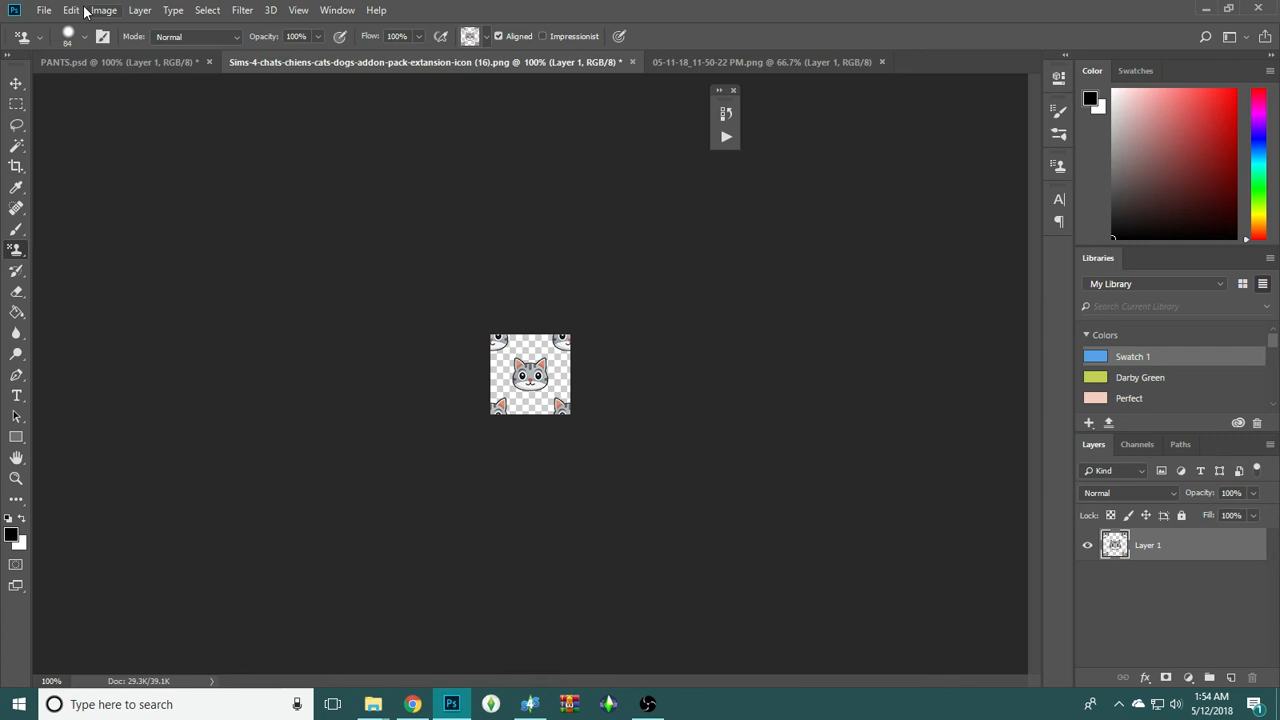 Ps File Edit Image Layer Type Select Filter 3D View Window Help
84 Mode: Normal Opacity: 100% Flow: 100% Aligned Impressionist
PANTS.psd @ 100% (Layer 1, RGB/8) * Sims-4-chats-chiens-cats-dogs-addon-pack-extansion-icon (16).png @ 100% (Layer 1, RGB/8) * 05-11-18_11-50-22 PM.png @ 66.7% (Layer 1, RGB/8)
Color Swatches
Libraries
My Library
Search Current Library
Colors
Swatch 1
Darby Green
Perfect
Layers Channels Paths
Kind
Normal Opacity: 100%
Lock: Fill: 100%
Layer 1
100% Doc: 29.3K/39.1K
Type here to search
1:54 AM
5/12/2018